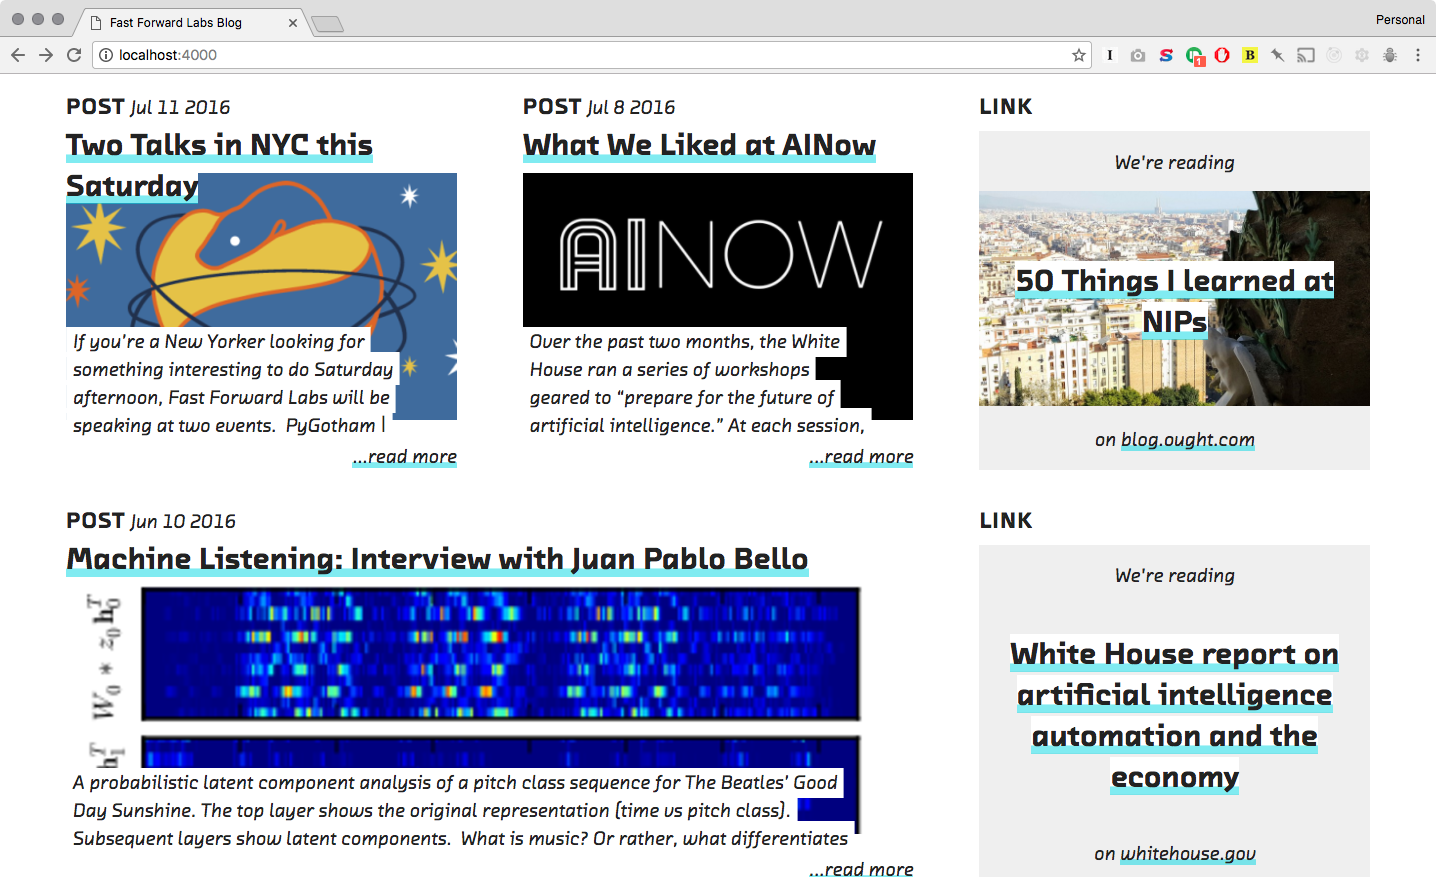 Fast Forward Labs Blog
Personal
localhost:4000
I
1
B
POST Jul 11 2016
Two Talks in NYC this
Saturday
If you're a New Yorker looking for
something interesting to do Saturday
afternoon, Fast Forward Labs will be
speaking at two events.  PyGotham |
...read more
POST Jul 8 2016
What We Liked at AINow
AINOW
Over the past two months, the White
House ran a series of workshops
geared to “prepare for the future of
artificial intelligence.” At each session,
...read more
LINK
We're reading
50 Things I learned at
NIPs
on blog.ought.com
POST Jun 10 2016
Machine Listening: Interview with Juan Pablo Bello
W₀ * z₀h₀ᵀ
h₁ᵀ
A probabilistic latent component analysis of a pitch class sequence for The Beatles’ Good
Day Sunshine. The top layer shows the original representation (time vs pitch class).
Subsequent layers show latent components.  What is music? Or rather, what differentiates
...read more
LINK
We're reading
White House report on
artificial intelligence
automation and the
economy
on whitehouse.gov